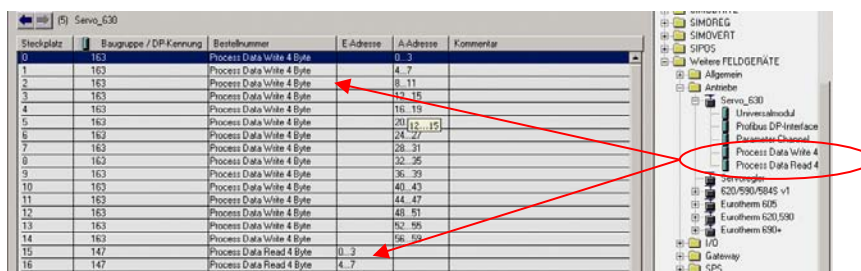 (5) Servo_630
Steckplatz Baugruppe / DP-Kennung Bestellnummer E-Adresse A-Adresse Kommentar
0 163 Process Data Write 4 Byte 0...3
1 163 Process Data Write 4 Byte 4...7
2 163 Process Data Write 4 Byte 8...11
3 163 Process Data Write 4 Byte 12...15
4 163 Process Data Write 4 Byte 16...19
5 163 Process Data Write 4 Byte 20...
12...15
6 163 Process Data Write 4 Byte 24...27
7 163 Process Data Write 4 Byte 28...31
8 163 Process Data Write 4 Byte 32...35
9 163 Process Data Write 4 Byte 36...39
10 163 Process Data Write 4 Byte 40...43
11 163 Process Data Write 4 Byte 44...47
12 163 Process Data Write 4 Byte 48...51
13 163 Process Data Write 4 Byte 52...55
14 163 Process Data Write 4 Byte 56...59
15 147 Process Data Read 4 Byte 0...3
16 147 Process Data Read 4 Byte 4...7
SIMOREG
SIMOVERT
SIPOS
Weitere FELDGERÄTE
Allgemein
Antriebe
Servo_630
Universalmodul
Profibus DP-Interface
Parameter Channel
Process Data Write 4
Process Data Read 4
Servoregler
620/590/584S v1
Eurotherm 605
Eurotherm 620,590
Eurotherm 690+
I/O
Gateway
SPS